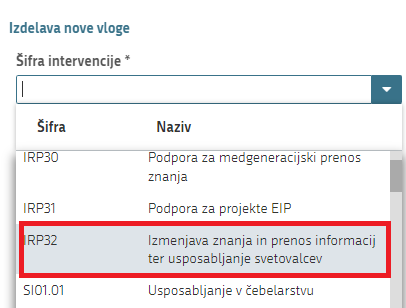 Izdelava nove vloge
Šifra intervencije *
Šifra Naziv
IRP30 Podpora za medgeneracijski prenos
znanja
IRP31 Podpora za projekte EIP
IRP32 Izmenjava znanja in prenos informacij
ter usposabljanje svetovalcev
SI01.01 Usposabljanje v čebelarstvu